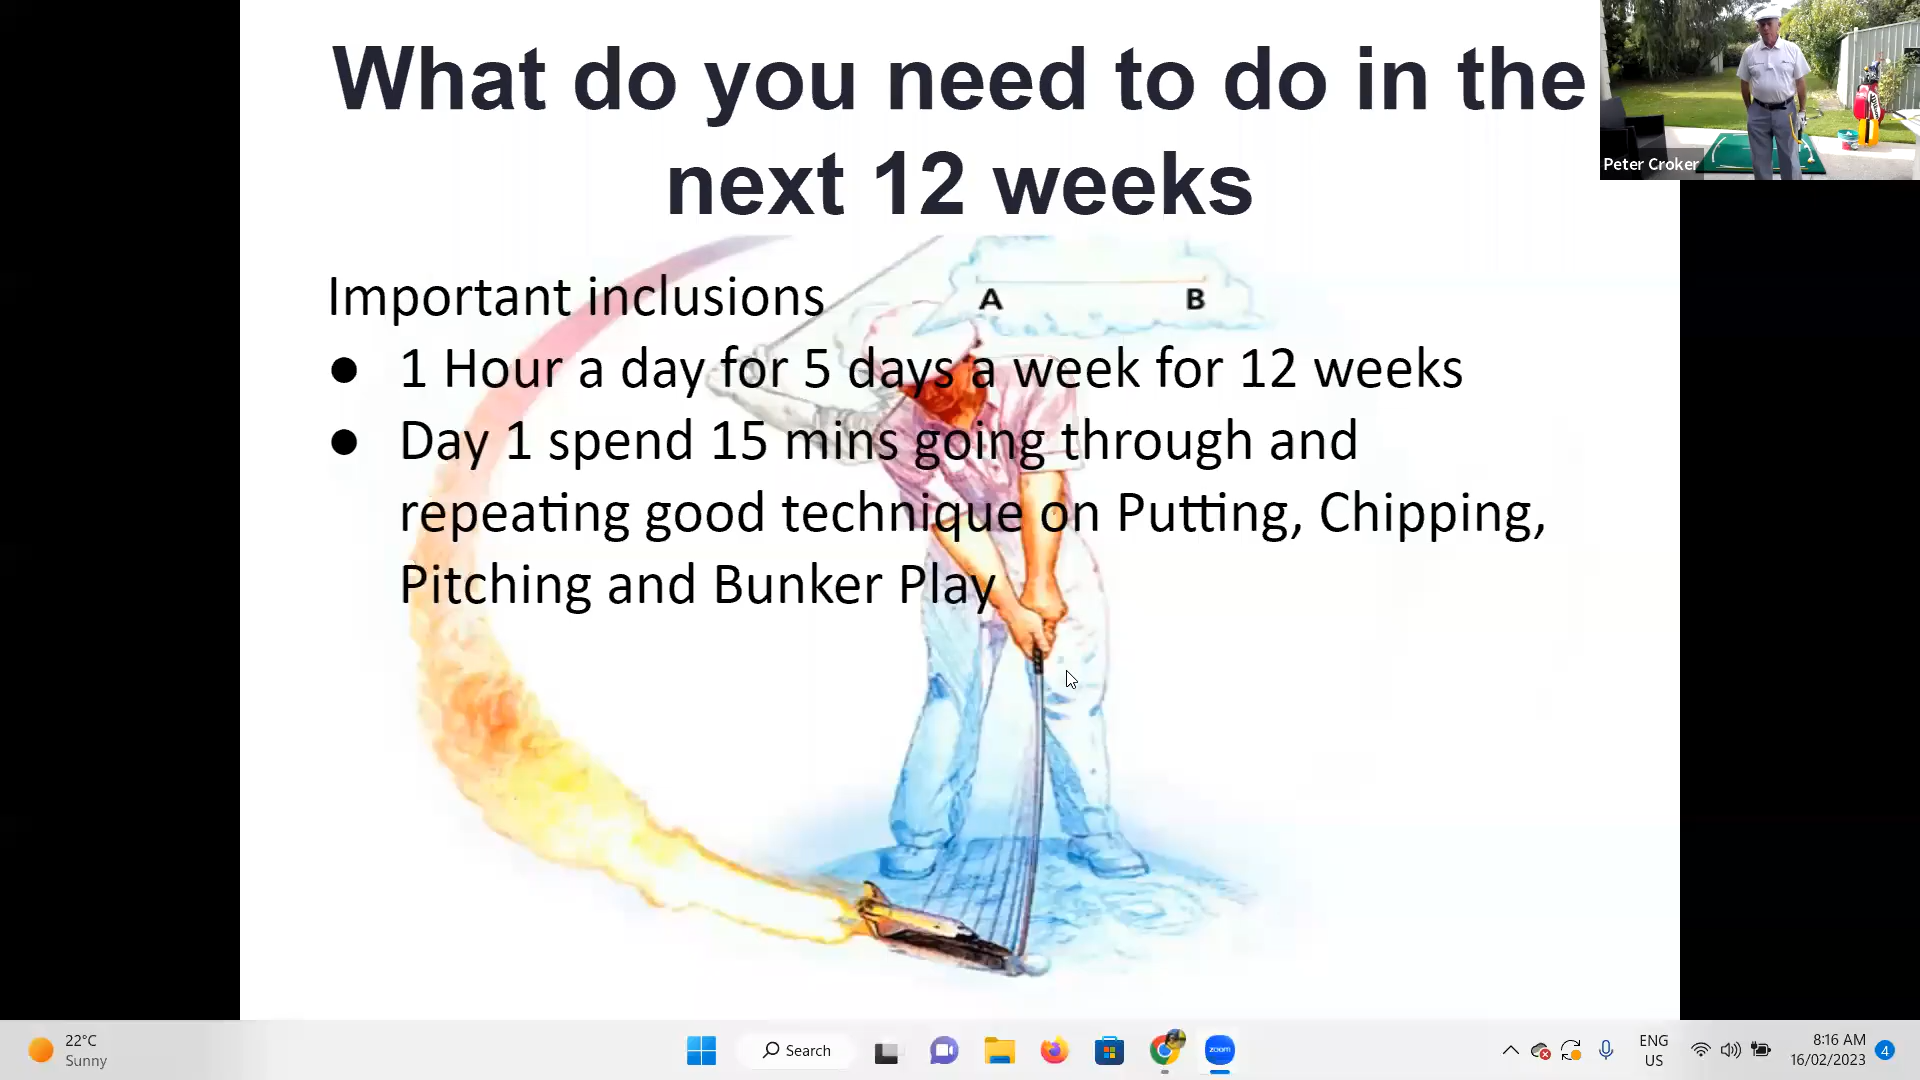 What do you need to do in the
next 12 weeks
Peter Croker
Important inclusions
A B
● 1 Hour a day for 5 days a week for 12 weeks
● Day 1 spend 15 mins going through and
repeating good technique on Putting, Chipping,
Pitching and Bunker Play
22°C
Sunny
Search
zoom
ENG
US
8:16 AM
16/02/2023
4